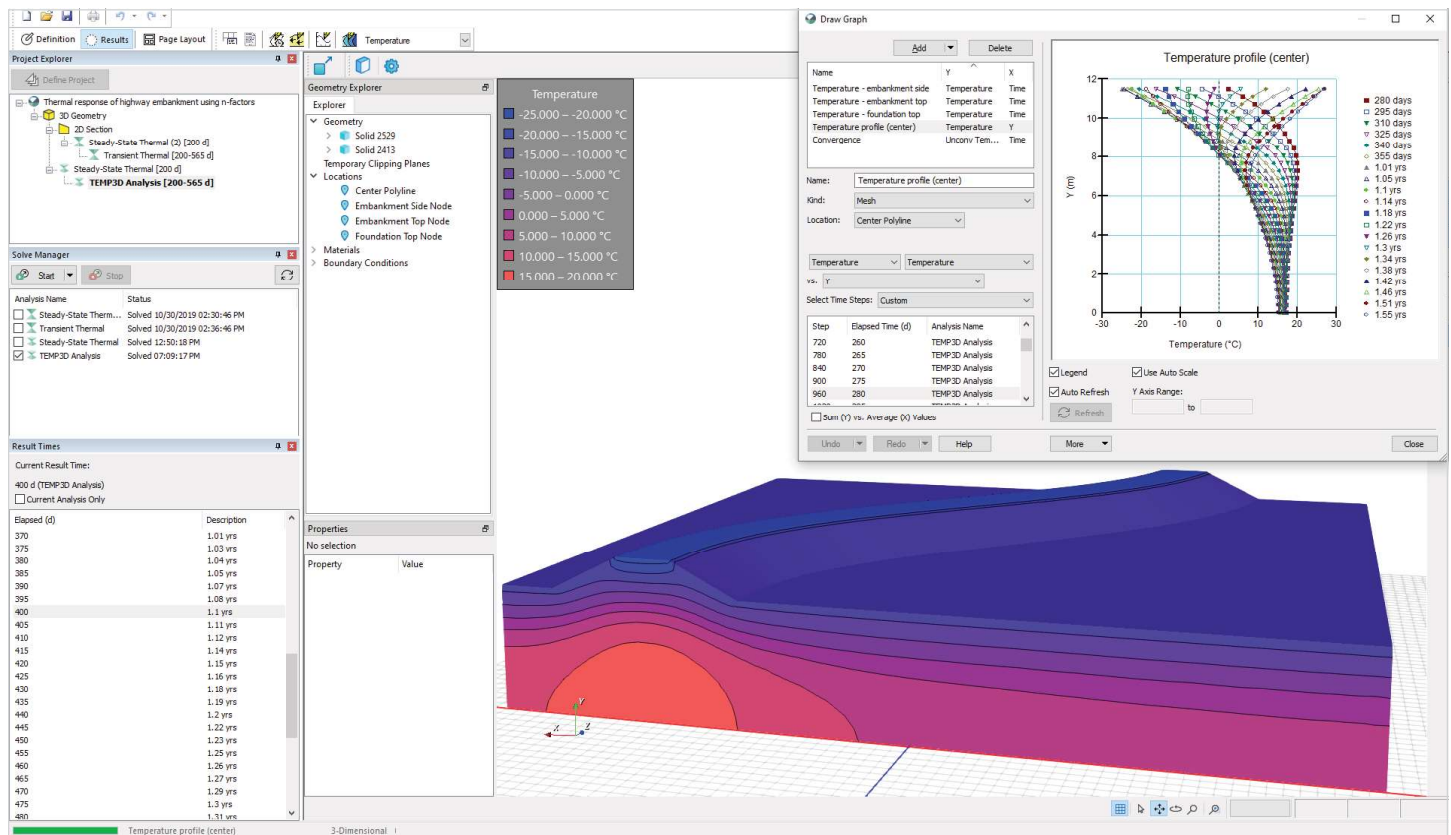 Definition
Results
Page Layout
Temperature
Project Explorer
Define Project
Thermal response of highway embankment using n-factors
3D Geometry
2D Section
Steady-State Thermal (2) [200 d]
Transient Thermal [200-565 d]
Steady-State Thermal [200 d]
TEMP3D Analysis [200-565 d]
Solve Manager
Start
Stop
Analysis Name Status
Steady-State Therm... Solved 10/30/2019 02:30:46 PM
Transient Thermal Solved 10/30/2019 02:36:46 PM
Steady-State Thermal Solved 12:50:18 PM
TEMP3D Analysis Solved 07:09:17 PM
Result Times
Current Result Time:
400 d (TEMP3D Analysis)
Current Analysis Only
Elapsed (d) Description
370 1.01 yrs
375 1.03 yrs
380 1.04 yrs
385 1.05 yrs
390 1.07 yrs
395 1.08 yrs
400 1.1 yrs
405 1.11 yrs
410 1.12 yrs
415 1.14 yrs
420 1.15 yrs
425 1.16 yrs
430 1.18 yrs
435 1.19 yrs
440 1.2 yrs
445 1.22 yrs
450 1.23 yrs
455 1.25 yrs
460 1.26 yrs
465 1.27 yrs
470 1.29 yrs
475 1.3 yrs
480 1.31 yrs
Geometry Explorer
Explorer
Geometry
Solid 2529
Solid 2413
Temporary Clipping Planes
Locations
Center Polyline
Embankment Side Node
Embankment Top Node
Foundation Top Node
Materials
Boundary Conditions
Properties
No selection
Property Value
Temperature
-25.000 – -20.000 °C
-20.000 – -15.000 °C
-15.000 – -10.000 °C
-10.000 – -5.000 °C
-5.000 – 0.000 °C
0.000 – 5.000 °C
5.000 – 10.000 °C
10.000 – 15.000 °C
15.000 – 20.000 °C
Y
X
Z
Draw Graph
Add
Delete
Name Y X
Temperature - embankment side Temperature Time
Temperature - embankment top Temperature Time
Temperature - foundation top Temperature Time
Temperature profile (center) Temperature Y
Convergence Unconv Tem... Time
Name: Temperature profile (center)
Kind: Mesh
Location: Center Polyline
Temperature Temperature
vs. Y
Select Time Steps: Custom
Step Elapsed Time (d) Analysis Name
720 260 TEMP3D Analysis
780 265 TEMP3D Analysis
840 270 TEMP3D Analysis
900 275 TEMP3D Analysis
960 280 TEMP3D Analysis
Sum (Y) vs. Average (X) Values
Undo
Redo
Help
More
Close
Temperature profile (center)
Y (m)
12
10
8
6
4
2
0
-30 -20 -10 0 10 20 30
Temperature (°C)
280 days
295 days
310 days
325 days
340 days
355 days
1.01 yrs
1.05 yrs
1.1 yrs
1.14 yrs
1.18 yrs
1.22 yrs
1.26 yrs
1.3 yrs
1.34 yrs
1.38 yrs
1.42 yrs
1.46 yrs
1.51 yrs
1.55 yrs
Legend
Use Auto Scale
Auto Refresh
Y Axis Range:
Refresh
to
Temperature profile (center)
3-Dimensional